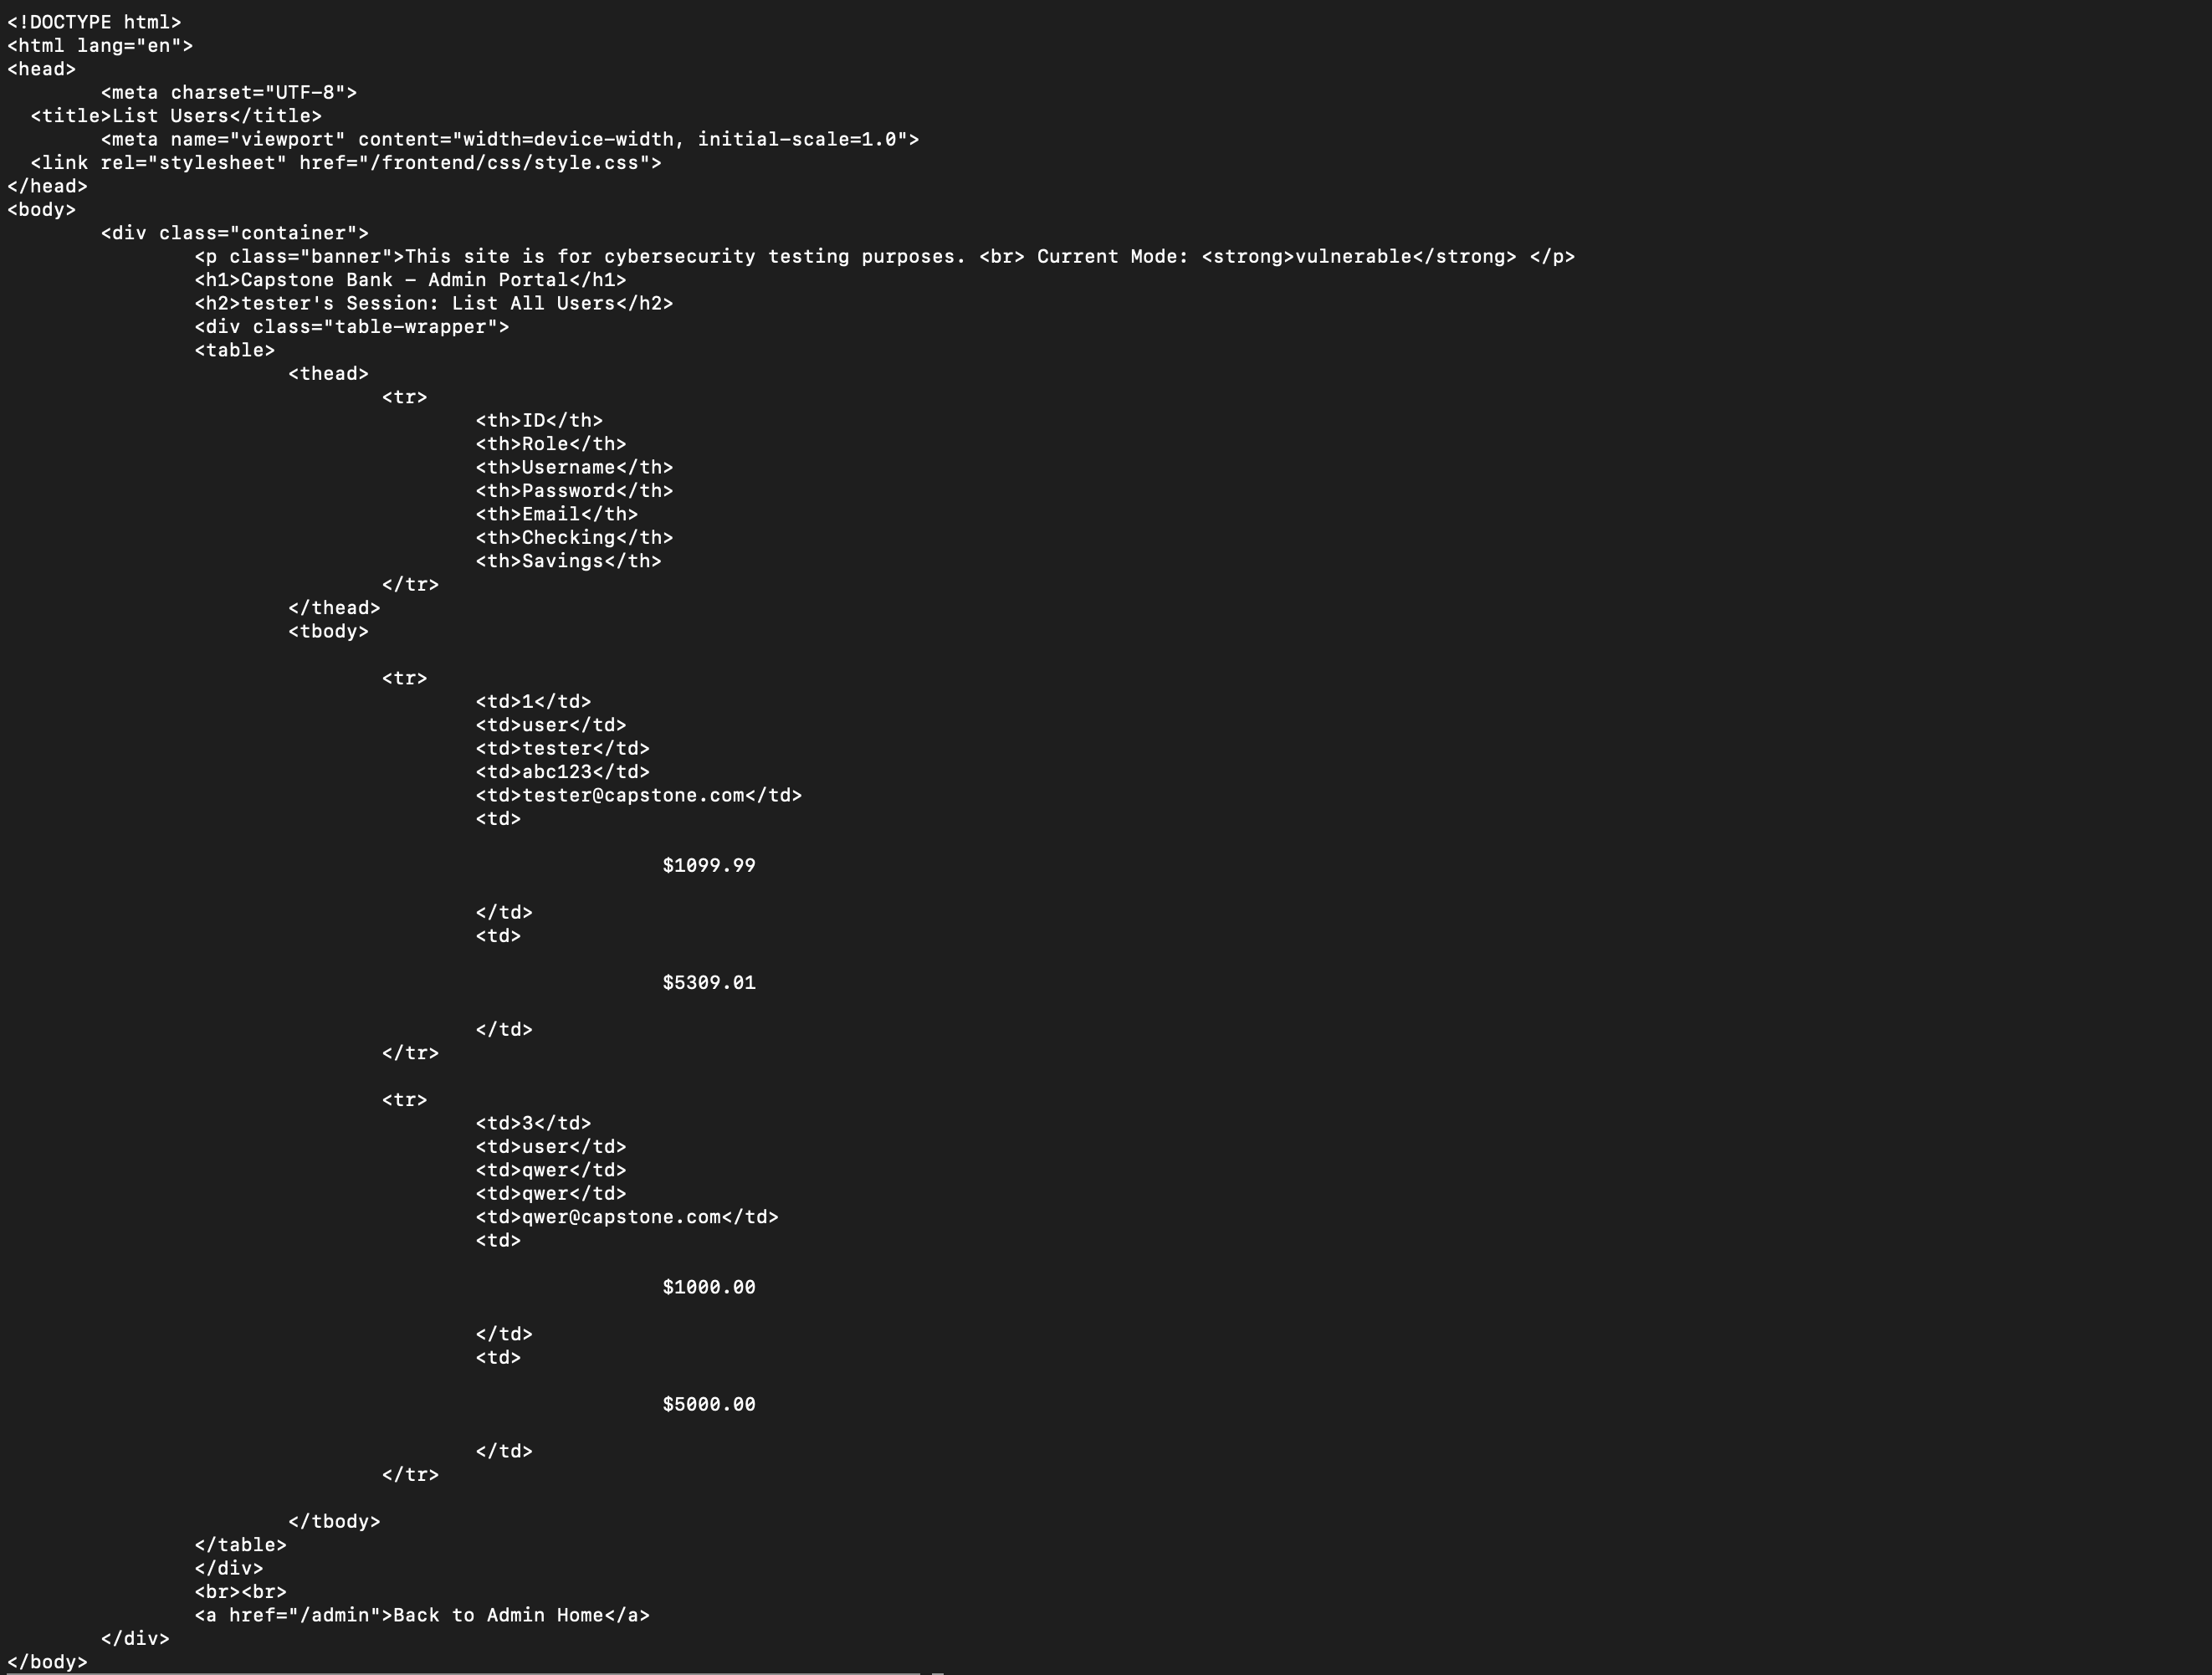 <!DOCTYPE html>
<html lang="en">
<head>
<meta charset="UTF-8">
<title>List Users</title>
<meta name="viewport" content="width=device-width, initial-scale=1.0">
<link rel="stylesheet" href="/frontend/css/style.css">
</head>
<body>
<div class="container">
<p class="banner">This site is for cybersecurity testing purposes. <br> Current Mode: <strong>vulnerable</strong> </p>
<h1>Capstone Bank – Admin Portal</h1>
<h2>tester's Session: List All Users</h2>
<div class="table-wrapper">
<table>
<thead>
<tr>
<th>ID</th>
<th>Role</th>
<th>Username</th>
<th>Password</th>
<th>Email</th>
<th>Checking</th>
<th>Savings</th>
</tr>
</thead>
<tbody>
<tr>
<td>1</td>
<td>user</td>
<td>tester</td>
<td>abc123</td>
<td>tester@capstone.com</td>
<td>
$1099.99
</td>
<td>
$5309.01
</td>
</tr>
<tr>
<td>3</td>
<td>user</td>
<td>qwer</td>
<td>qwer</td>
<td>qwer@capstone.com</td>
<td>
$1000.00
</td>
<td>
$5000.00
</td>
</tr>
</tbody>
</table>
</div>
<br><br>
<a href="/admin">Back to Admin Home</a>
</div>
</body>